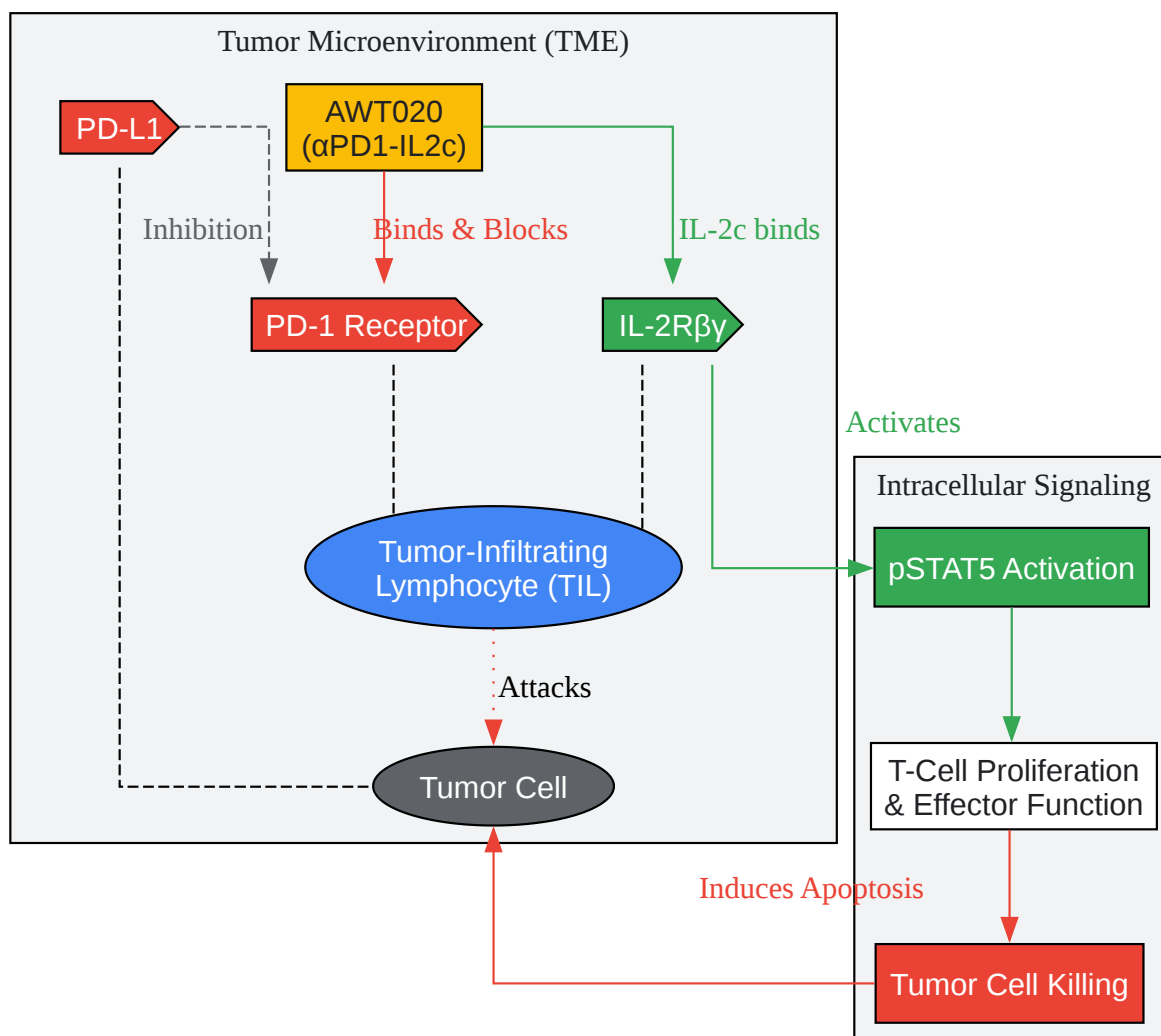 Tumor Microenvironment (TME)
PD-L1
AWT020
(αPD1-IL2c)
Inhibition
Binds & Blocks
IL-2c binds
PD-1 Receptor
IL-2Rβγ
Activates
Intracellular Signaling
Tumor-Infiltrating
Lymphocyte (TIL)
pSTAT5 Activation
Attacks
Tumor Cell
T-Cell Proliferation
& Effector Function
Induces Apoptosis
Tumor Cell Killing